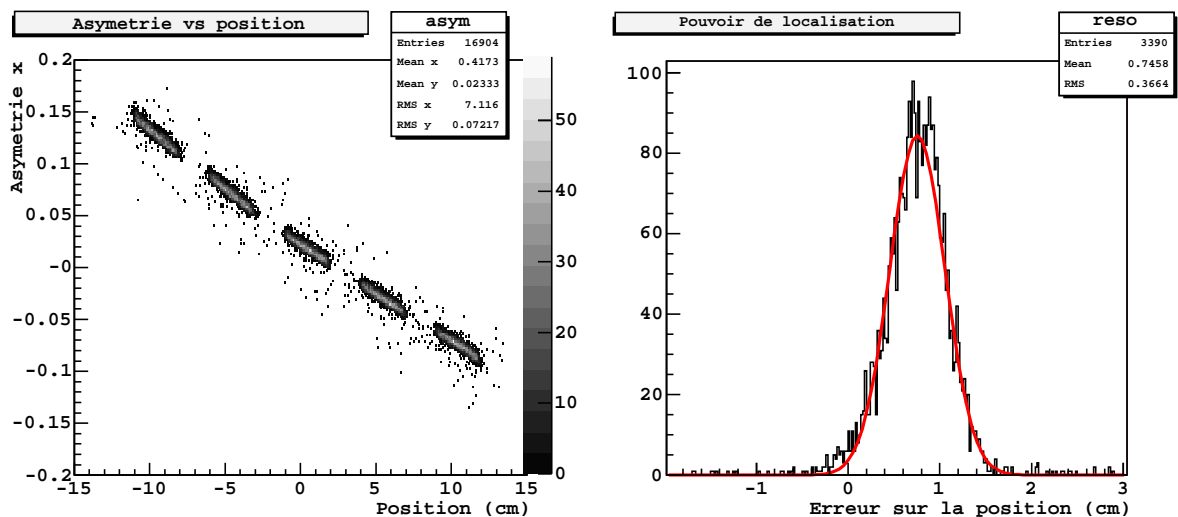 Asymetrie vs position
asym
Entries 16904
Mean x 0.4173
Mean y 0.02333
RMS x 7.116
RMS y 0.07217
Asymetrie x
0.2
0.15
0.1
0.05
-0
-0.05
-0.1
-0.15
-0.2
-15 -10 -5 0 5 10 15
Position (cm)
50
40
30
20
10
0
Pouvoir de localisation
reso
Entries 3390
Mean 0.7458
RMS 0.3664
100
80
60
40
20
0
-1 0 1 2 3
Erreur sur la position (cm)